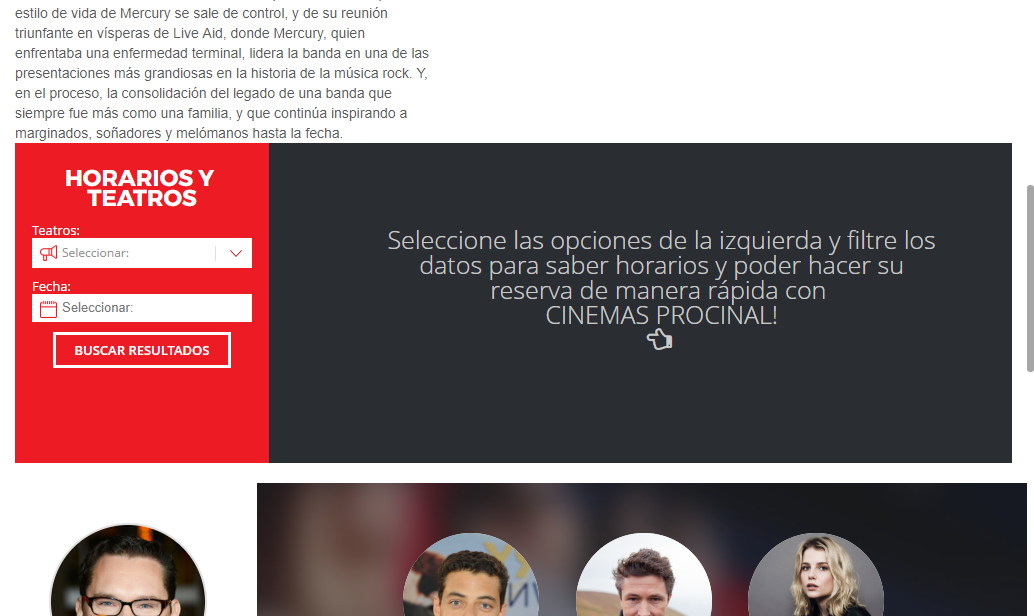 estilo de vida de Mercury se sale de control, y de su reunión
triunfante en vísperas de Live Aid, donde Mercury, quien
enfrentaba una enfermedad terminal, lidera la banda en una de las
presentaciones más grandiosas en la historia de la música rock. Y,
en el proceso, la consolidación del legado de una banda que
siempre fue más como una familia, y que continúa inspirando a
marginados, soñadores y melómanos hasta la fecha.
HORARIOS Y
TEATROS
Teatros:
Seleccionar:
Fecha:
Seleccionar:
BUSCAR RESULTADOS
Seleccione las opciones de la izquierda y filtre los
datos para saber horarios y poder hacer su
reserva de manera rápida con
CINEMAS PROCINAL!